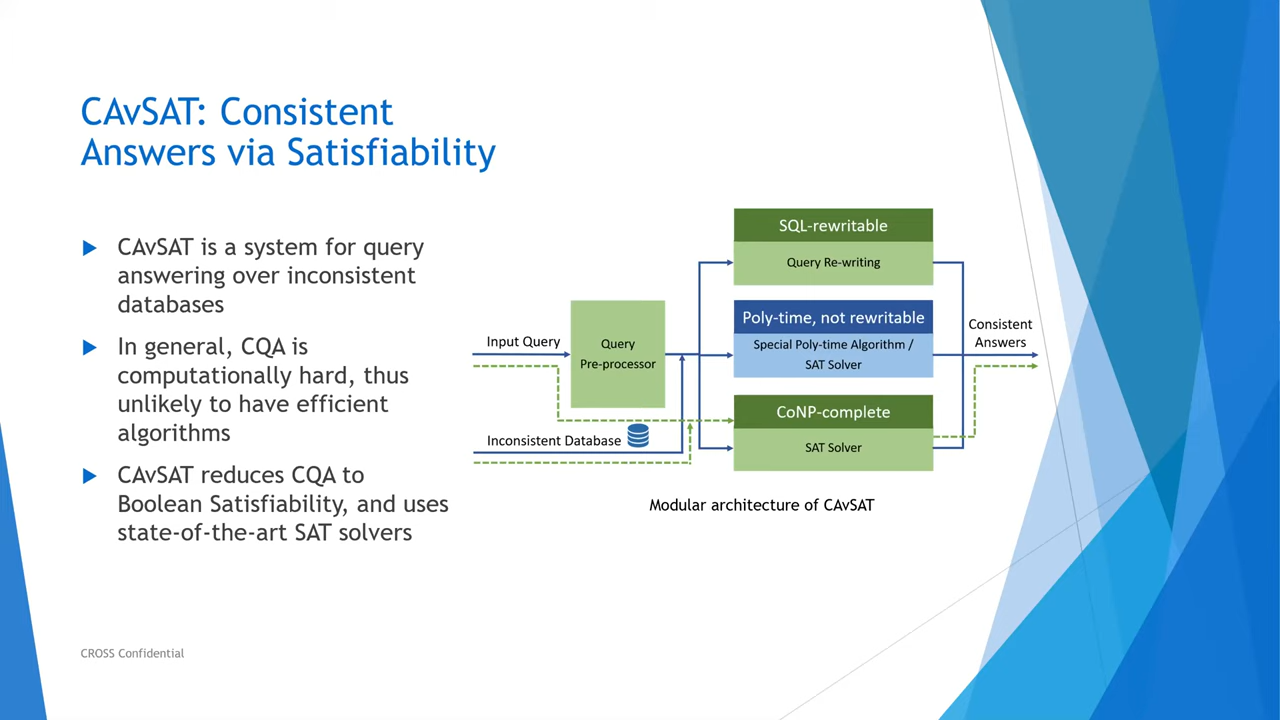 CAvSAT: Consistent
Answers via Satisfiability
CAvSAT is a system for query
answering over inconsistent
databases
In general, CQA is
computationally hard, thus
unlikely to have efficient
algorithms
CAvSAT reduces CQA to
Boolean Satisfiability, and uses
state-of-the-art SAT solvers
Input Query
Query
Pre-processor
Inconsistent Database
SQL-rewritable
Query Re-writing
Poly-time, not rewritable
Special Poly-time Algorithm /
SAT Solver
CoNP-complete
SAT Solver
Consistent
Answers
Modular architecture of CAvSAT
CROSS Confidential